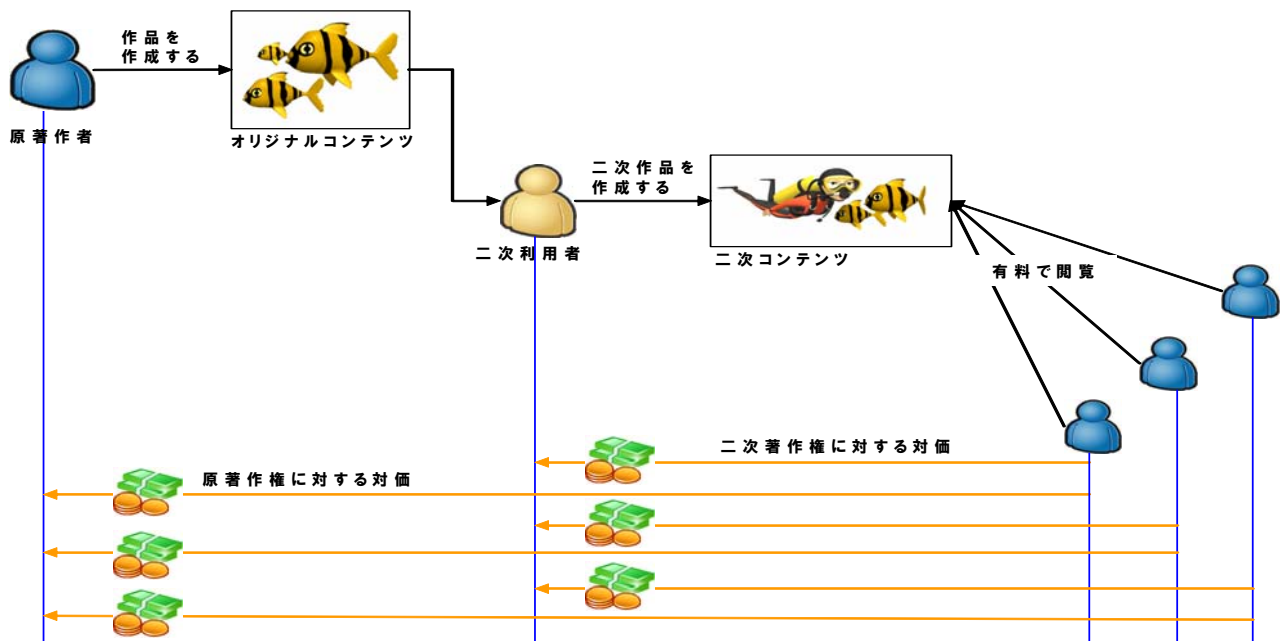 作品を
作成する
原著作者
オリジナルコンテンツ
二次作品を
作成する
二次利用者
二次コンテンツ
有料で閲覧
二次著作権に対する対価
原著作権に対する対価